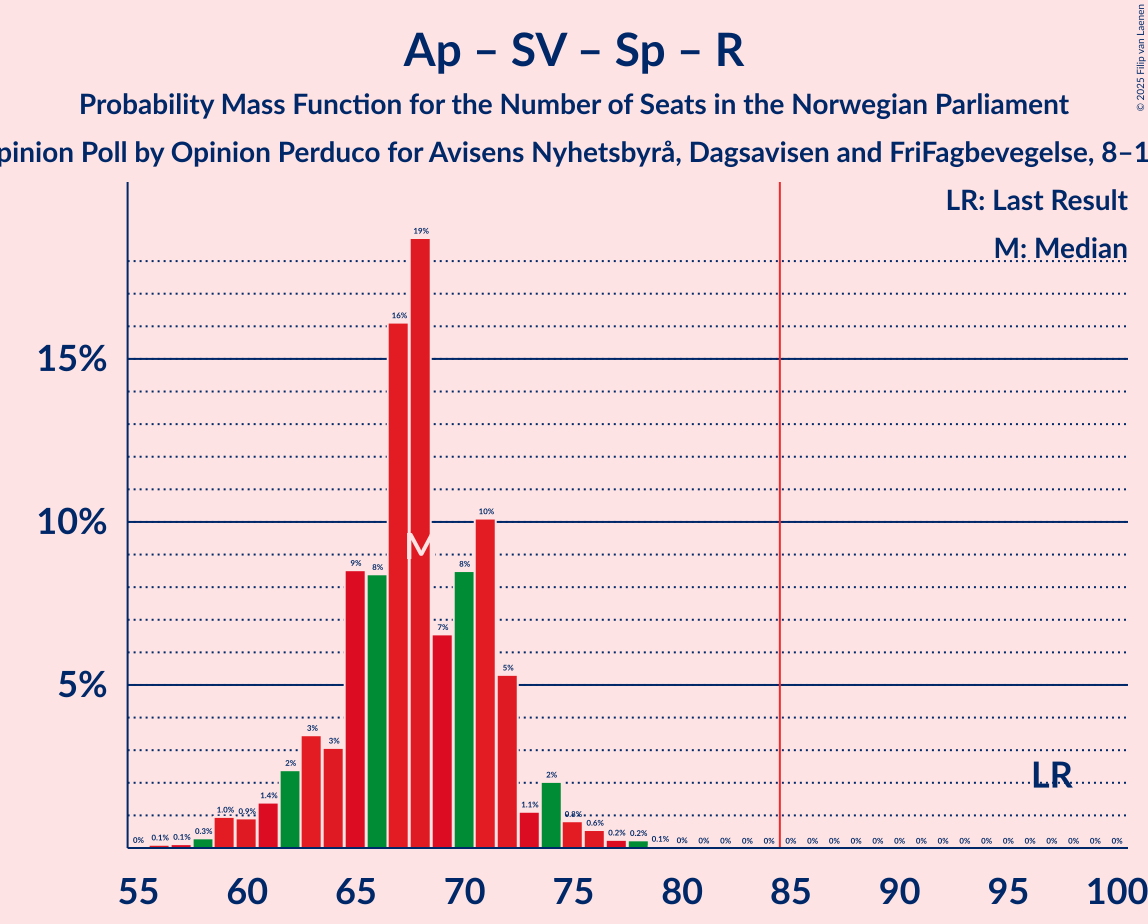 Ap – SV – Sp – R
Probability Mass Function for the Number of Seats in the Norwegian Parliament
pinion Poll by Opinion Perduco for Avisens Nyhetsbyrå, Dagsavisen and FriFagbevegelse, 8–1
© 2025 Filip van Laenen
LR: Last Result
M: Median
15%
10%
5%
0% 0.1% 0.1% 0.3% 1.0% 0.9% 1.4% 2% 3% 3% 9% 8% 16% 19% 7% 8% 10% 5% 1.1% 2% 0.8% 0.6% 0.2% 0.2% 0.1% 0% 0% 0% 0% 0% 0% 0% 0% 0% 0% 0% 0% 0% 0% 0% 0% 0% 0% 0% 0% 0%
M
LR
55 60 65 70 75 80 85 90 95 100